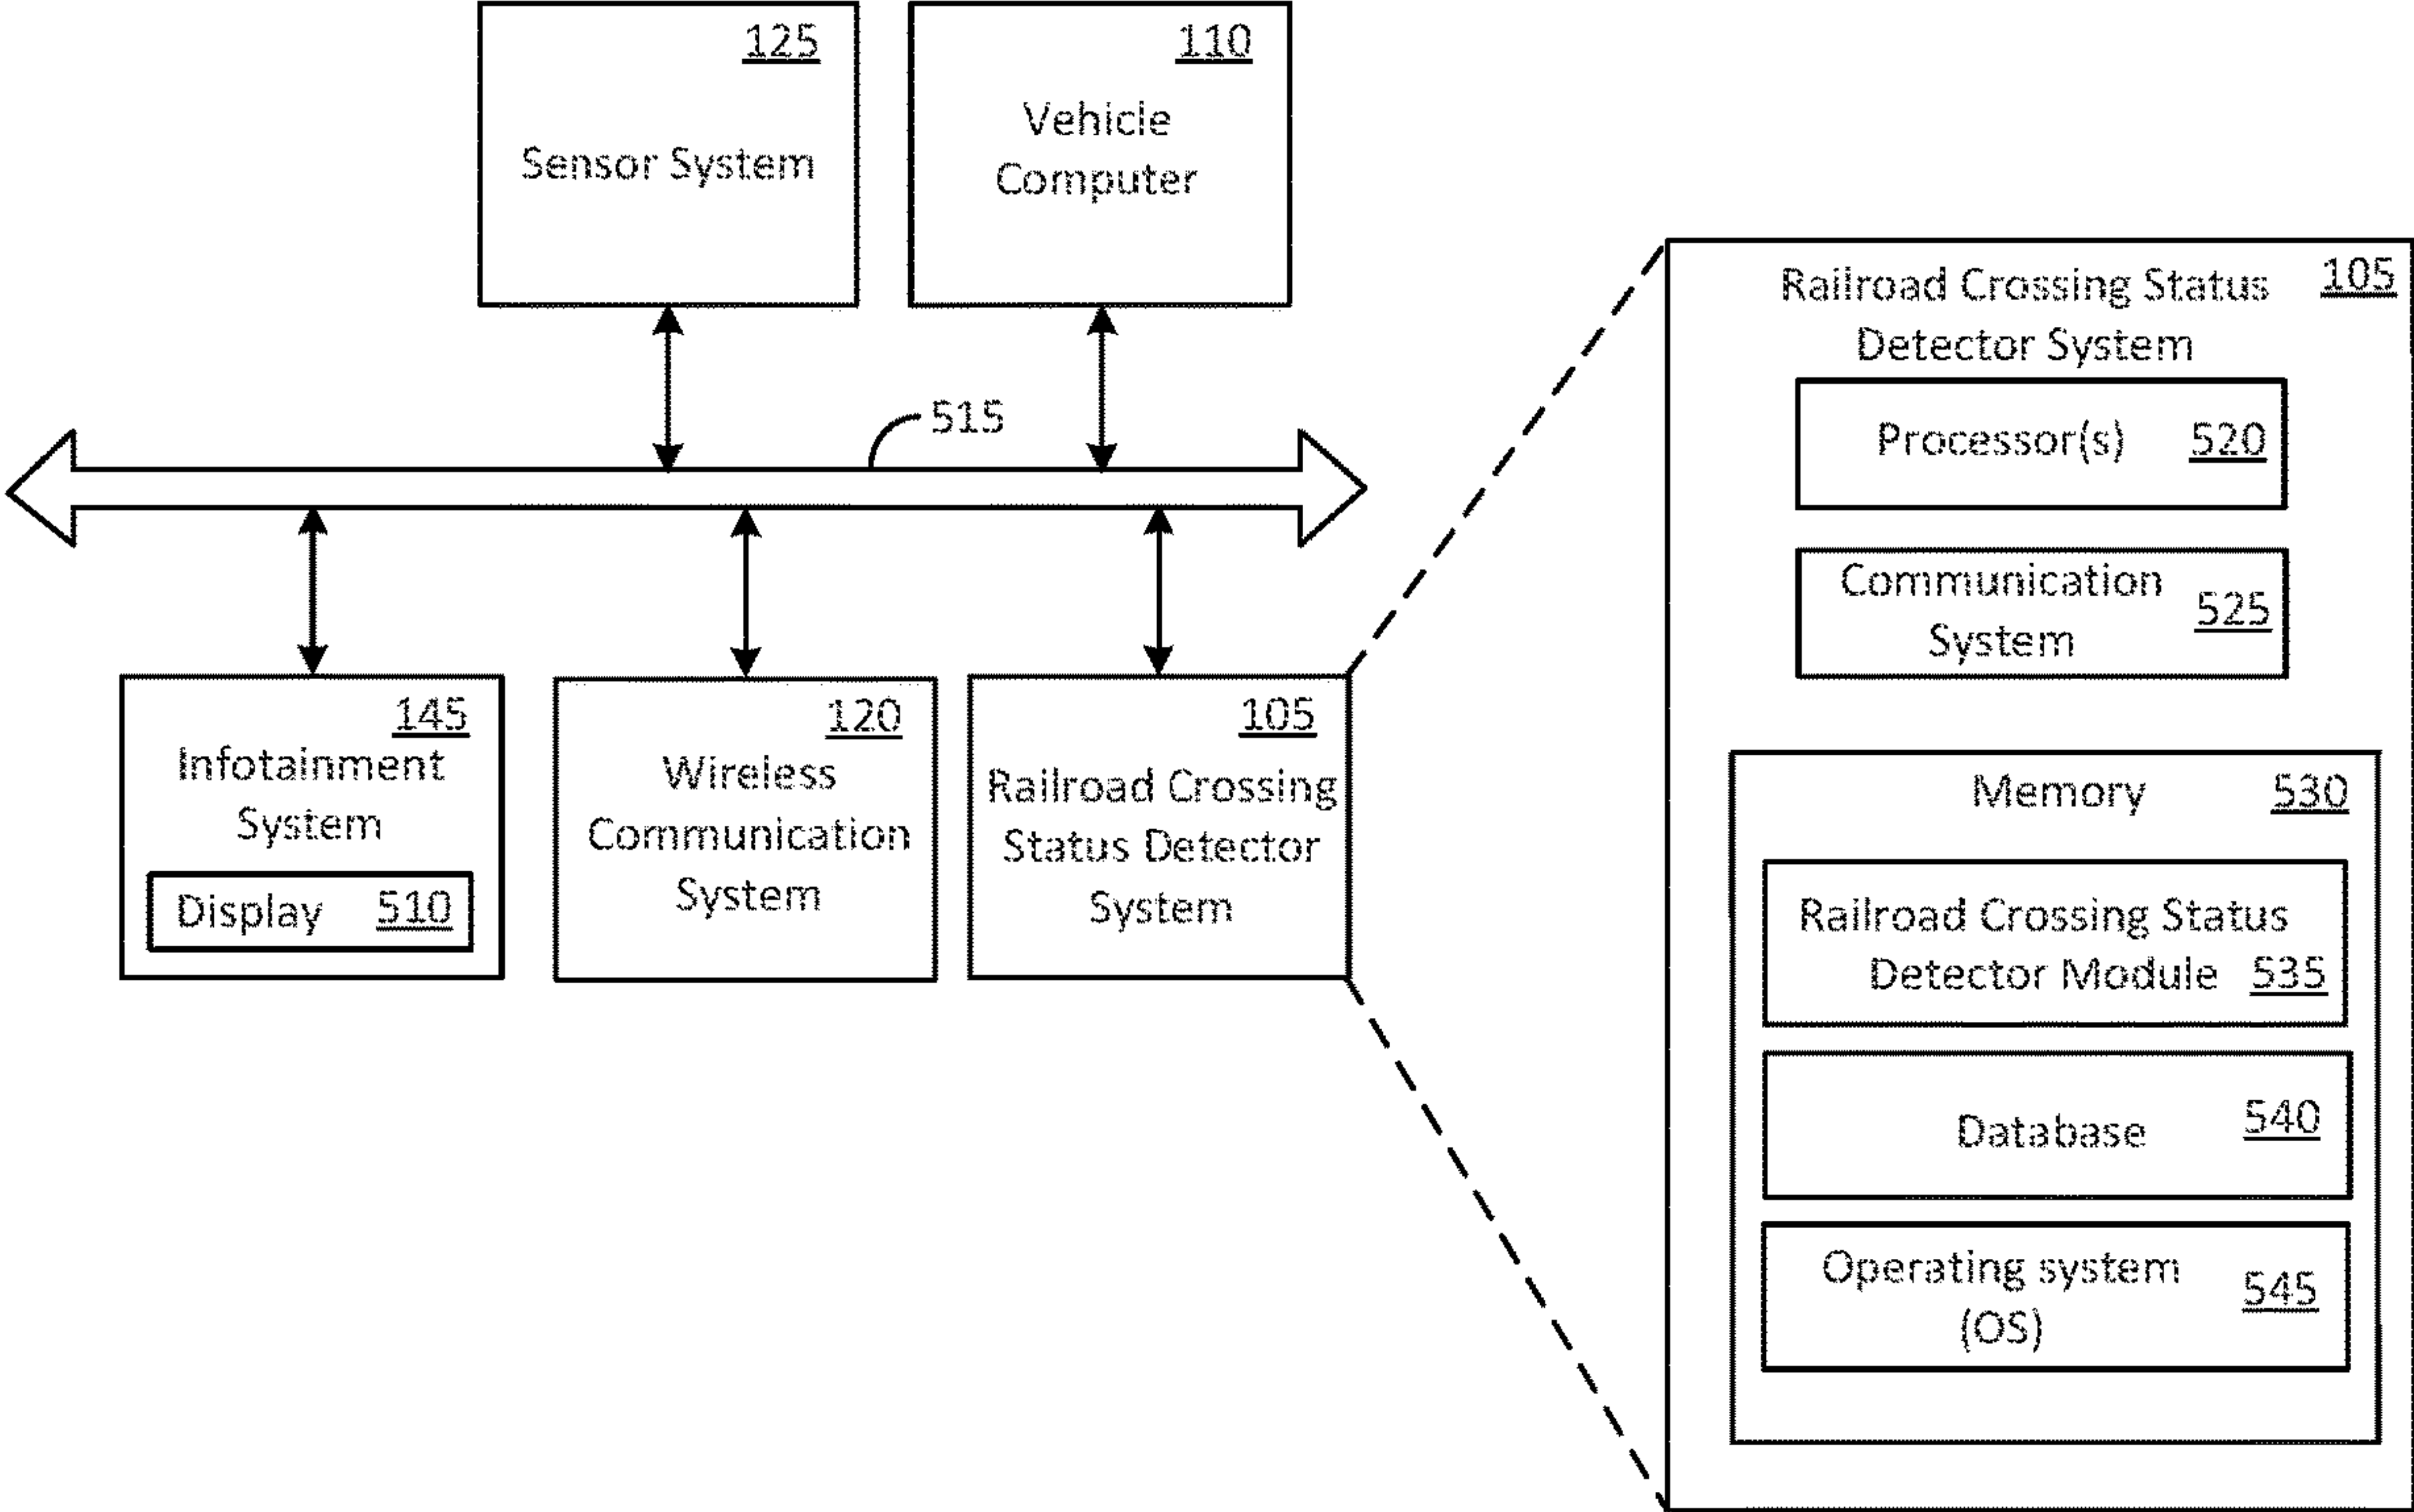 125
Sensor System
110
Vehicle
Computer
515
145
Infotainment
System
Display 510
120
Wireless
Communication
System
105
Railroad Crossing
Status Detector
System
Railroad Crossing Status 105
Detector System
Processor(s) 520
Communication
System 525
Memory 530
Railroad Crossing Status
Detector Module 535
Database 540
Operating system
(OS) 545